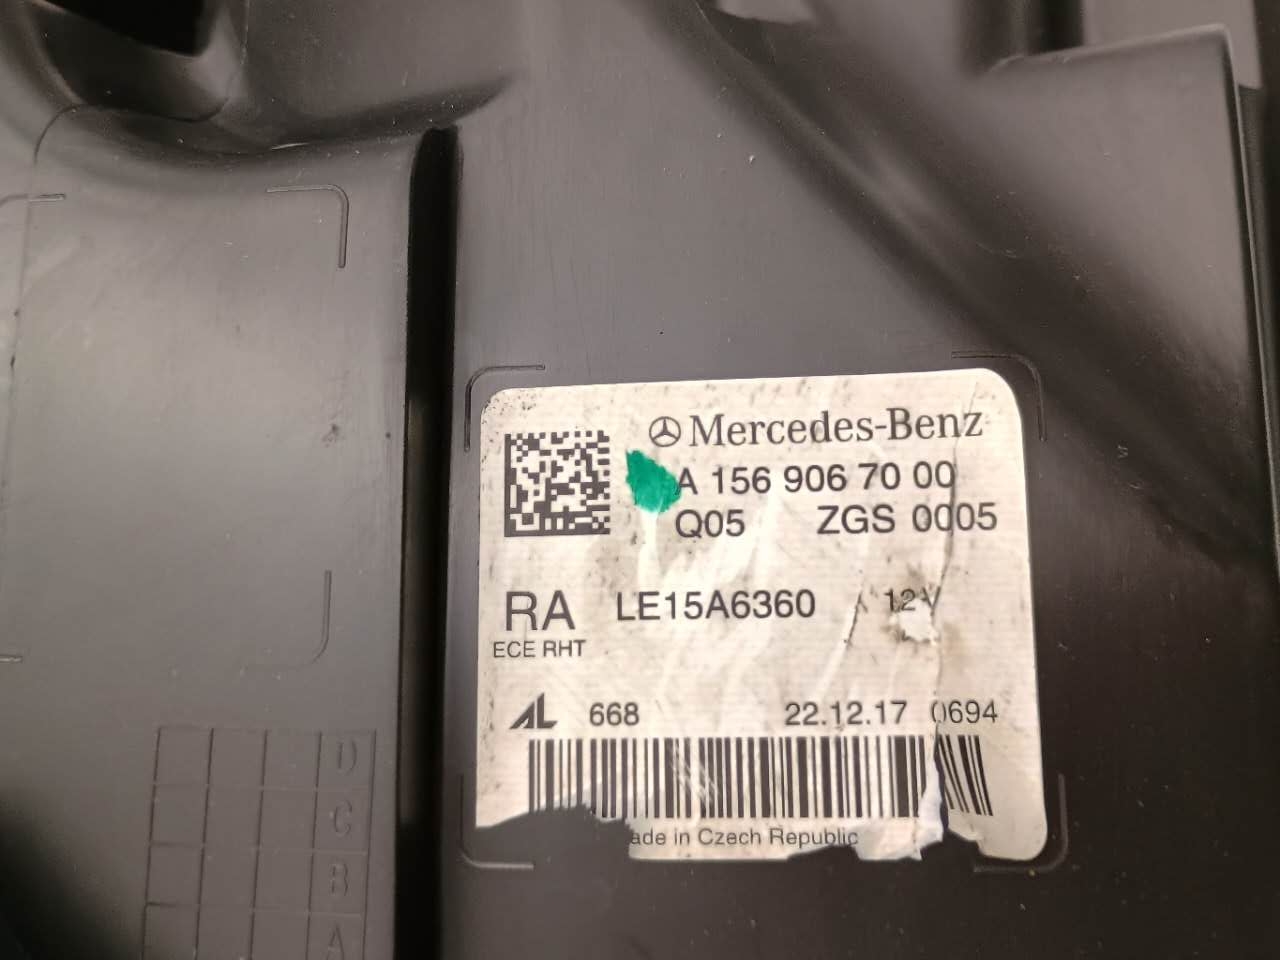 Mercedes-Benz
A 156 906 70 00
Q05 ZGS 0005
RA LE15A6360 12V
ECE RHT
AL 668 22.12.17 0694
in Czech Republic
D
C
B
A